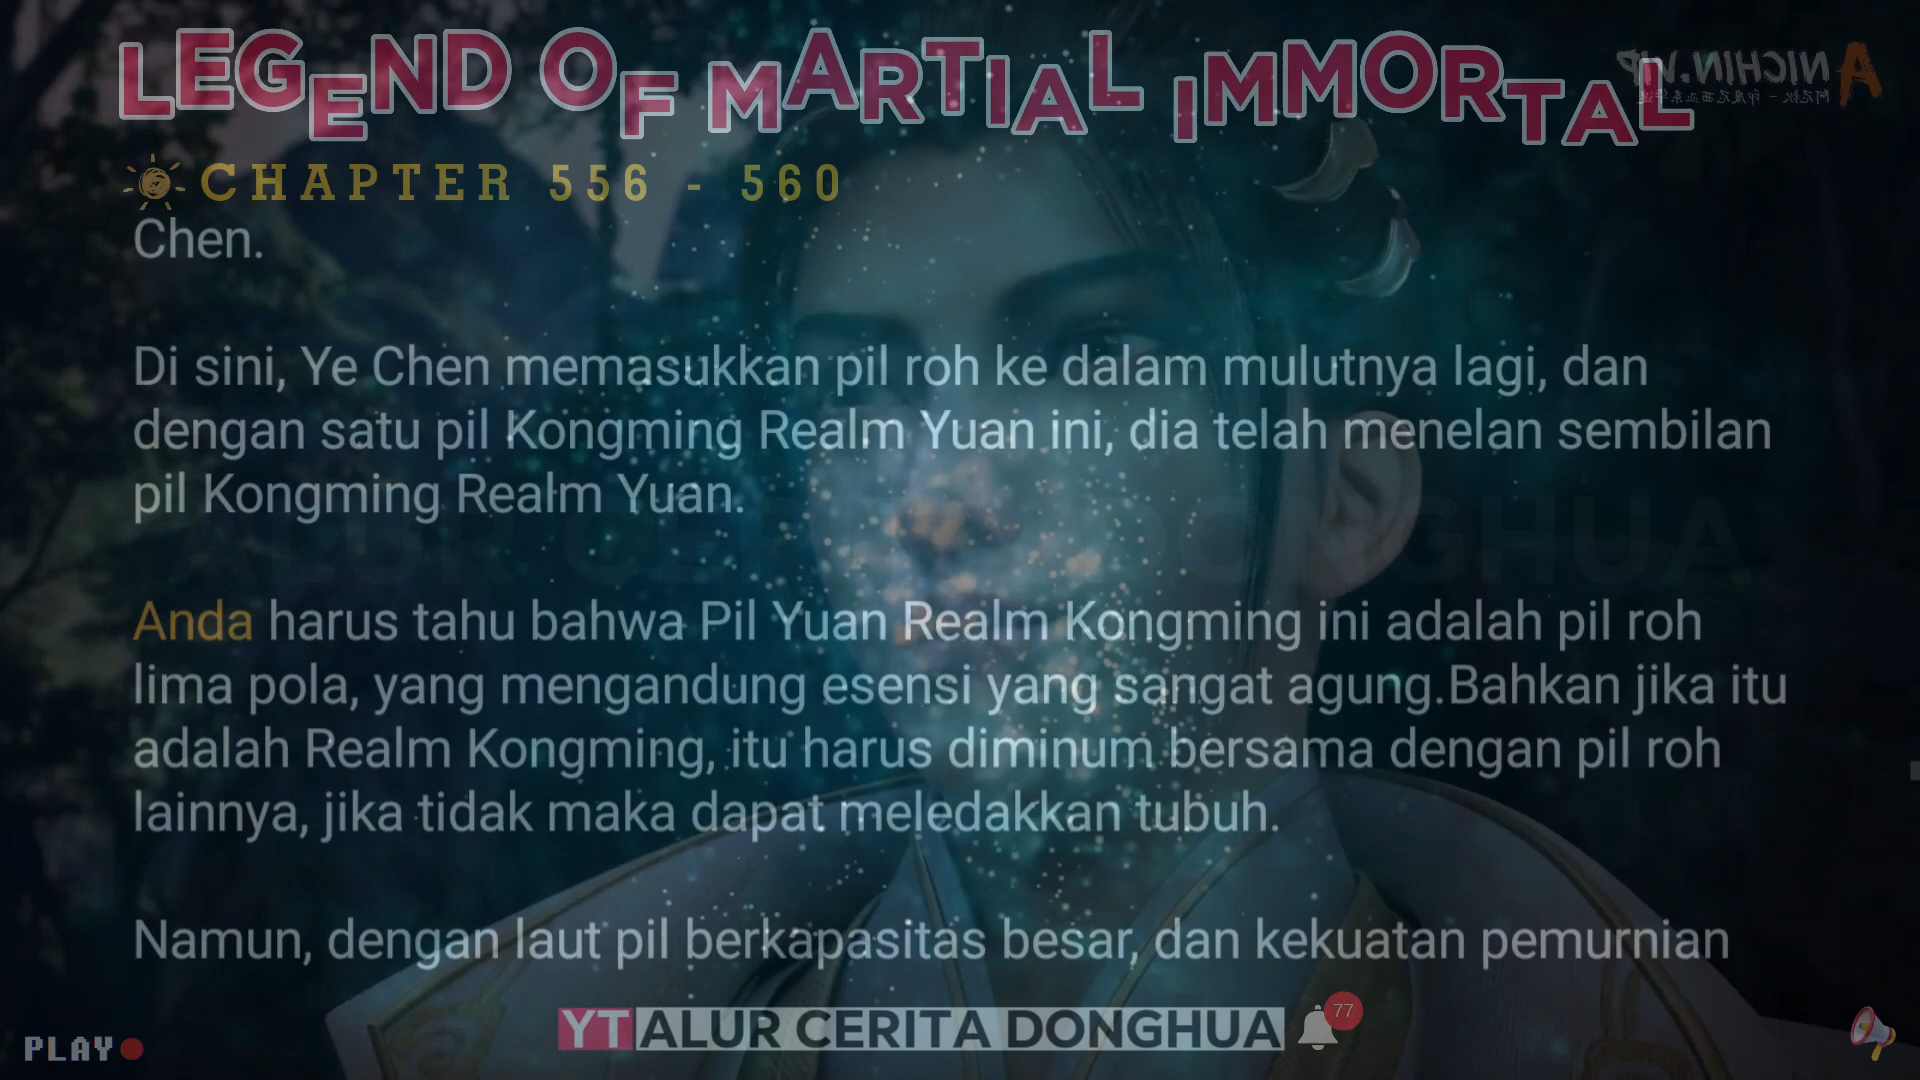 LEGEND OF MARTIAL IMMORTAL
ANICHIN.VIP
CHAPTER 556 - 560
Chen.
Di sini, Ye Chen memasukkan pil roh ke dalam mulutnya lagi, dan
dengan satu pil Kongming Realm Yuan ini, dia telah menelan sembilan
pil Kongming Realm Yuan.
ALUR CERITA DONGHUA
Anda harus tahu bahwa Pil Yuan Realm Kongming ini adalah pil roh
lima pola, yang mengandung esensi yang sangat agung.Bahkan jika itu
adalah Realm Kongming, itu harus diminum bersama dengan pil roh
lainnya, jika tidak maka dapat meledakkan tubuh.
Namun, dengan laut pil berkapasitas besar, dan kekuatan pemurnian
YT ALUR CERITA DONGHUA
77
PLAY